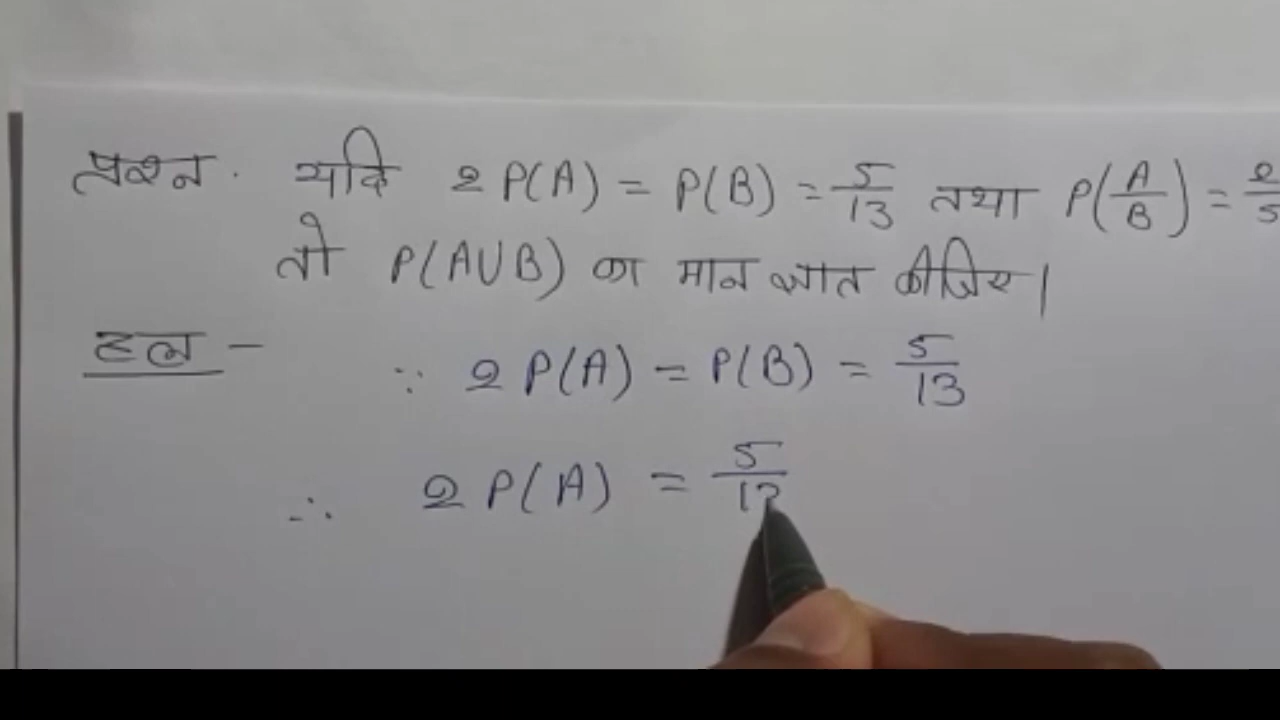 प्रश्न. यदि 2P(A) = P(B) = 5/13 तथा P(A/B) = 2/5
तो P(A∪B) का मान ज्ञात कीजिए।
हल - ∵ 2P(A) = P(B) = 5/13
∴ 2P(A) = 5/13